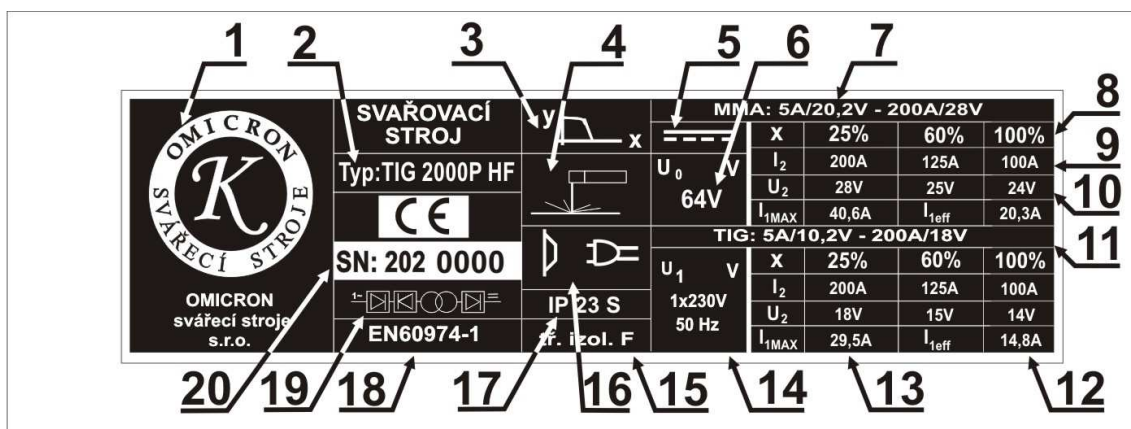 1 2 3 4 5 6 7 8 9 10 11 12 13 14 15 16 17 18 19 20
OMICRON
K
SVÁŘECÍ STROJE
OMICRON
svářecí stroje
s.r.o.
SVAŘOVACÍ
STROJ
Typ:TIG 2000P HF
CE
SN: 202 0000
1~
EN60974-1
y
x
IP 23 S
tř. izol. F
U0 V
64V
U1 V
1x230V
50 Hz
MMA: 5A/20,2V - 200A/28V
X 25% 60% 100%
I2 200A 125A 100A
U2 28V 25V 24V
I1MAX 40,6A I1eff 20,3A
TIG: 5A/10,2V - 200A/18V
X 25% 60% 100%
I2 200A 125A 100A
U2 18V 15V 14V
I1MAX 29,5A I1eff 14,8A